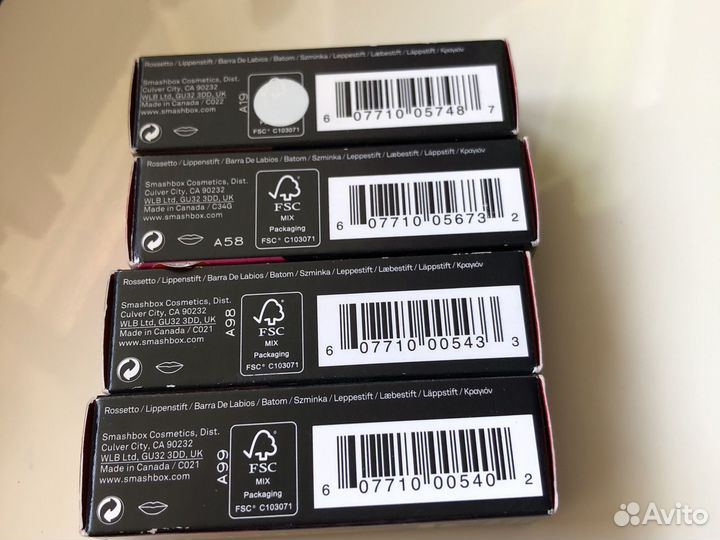 Rossetto / Lippenstift / Barra De Labios / Batom / Szminka / Leppestift / Læbestift / Läppstift / Κραγιόν
Smashbox Cosmetics, Dist.
Culver City, CA 90232
WLB Ltd, GU32 3DD, UK
Made in Canada / C022
www.smashbox.com
A19
FSC® C103071
6 07710 05748 7
Rossetto / Lippenstift / Barra De Labios / Batom / Szminka / Leppestift / Læbestift / Läppstift / Κραγιόν
Smashbox Cosmetics, Dist.
Culver City, CA 90232
WLB Ltd, GU32 3DD, UK
Made in Canada / C34G
www.smashbox.com
A58
FSC
MIX
Packaging
FSC® C103071
6 07710 05673 2
Rossetto / Lippenstift / Barra De Labios / Batom / Szminka / Leppestift / Læbestift / Läppstift / Κραγιόν
Smashbox Cosmetics, Dist.
Culver City, CA 90232
WLB Ltd, GU32 3DD, UK
Made in Canada / C021
www.smashbox.com
A98
FSC
MIX
Packaging
FSC® C103071
6 07710 00543 3
Rossetto / Lippenstift / Barra De Labios / Batom / Szminka / Leppestift / Læbestift / Läppstift / Κραγιόν
Smashbox Cosmetics, Dist.
Culver City, CA 90232
WLB Ltd, GU32 3DD, UK
Made in Canada / C021
www.smashbox.com
A99
FSC
MIX
Packaging
FSC® C103071
6 07710 00540 2
Avito